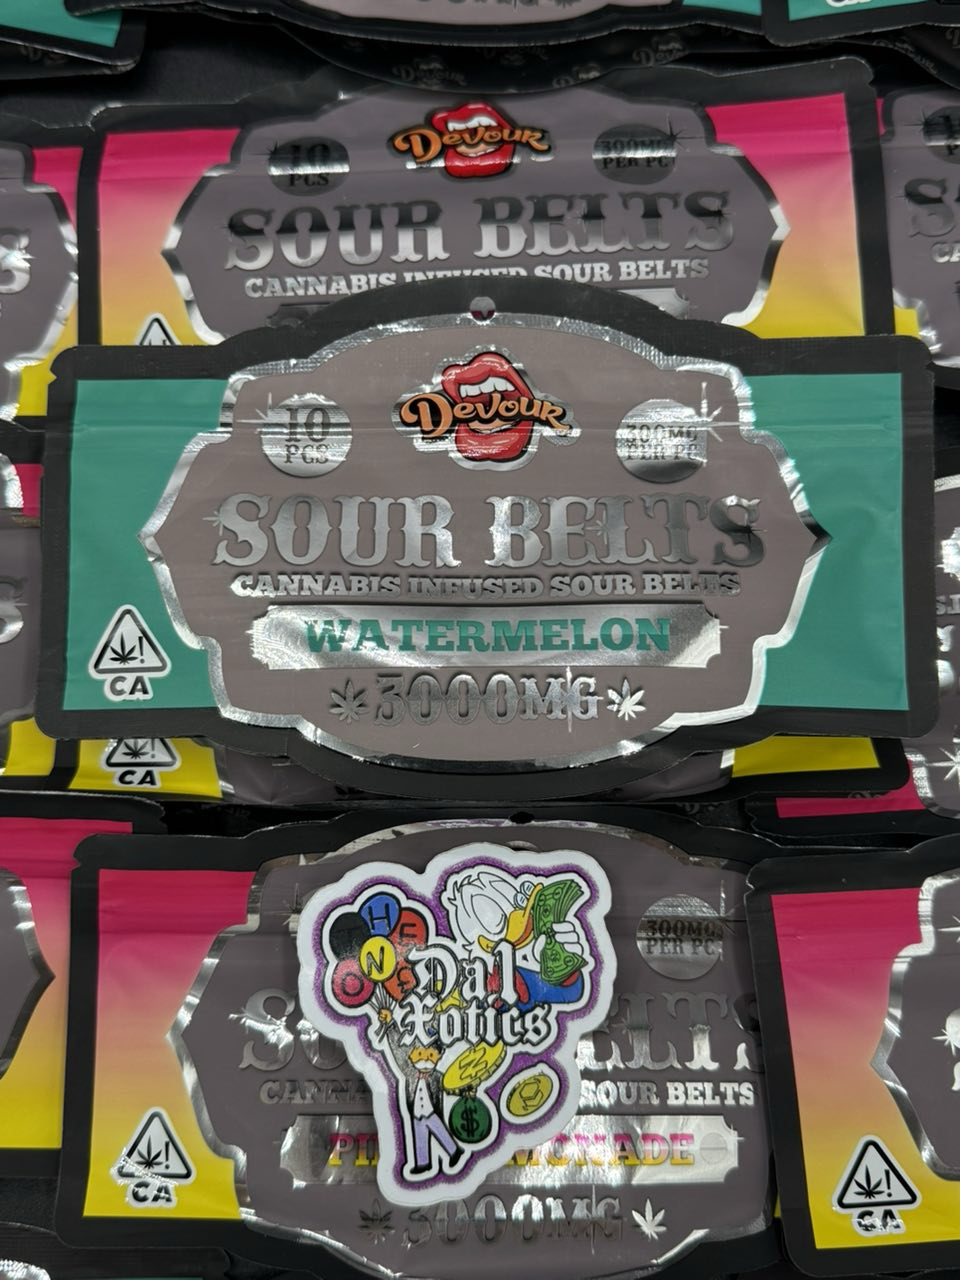 Devour
10
PCS
300MG
PER PC
SOUR BELTS
CANNABIS INFUSED SOUR BELTS
Devour
10
PCS
300MG
PER PC
SOUR BELTS
CANNABIS INFUSED SOUR BELTS
WATERMELON
3000MG
CA
CA
THE
ONE
Dal
Xotics
$
300MG
PER PC
SOUR BELTS
3000MG
CA
CA